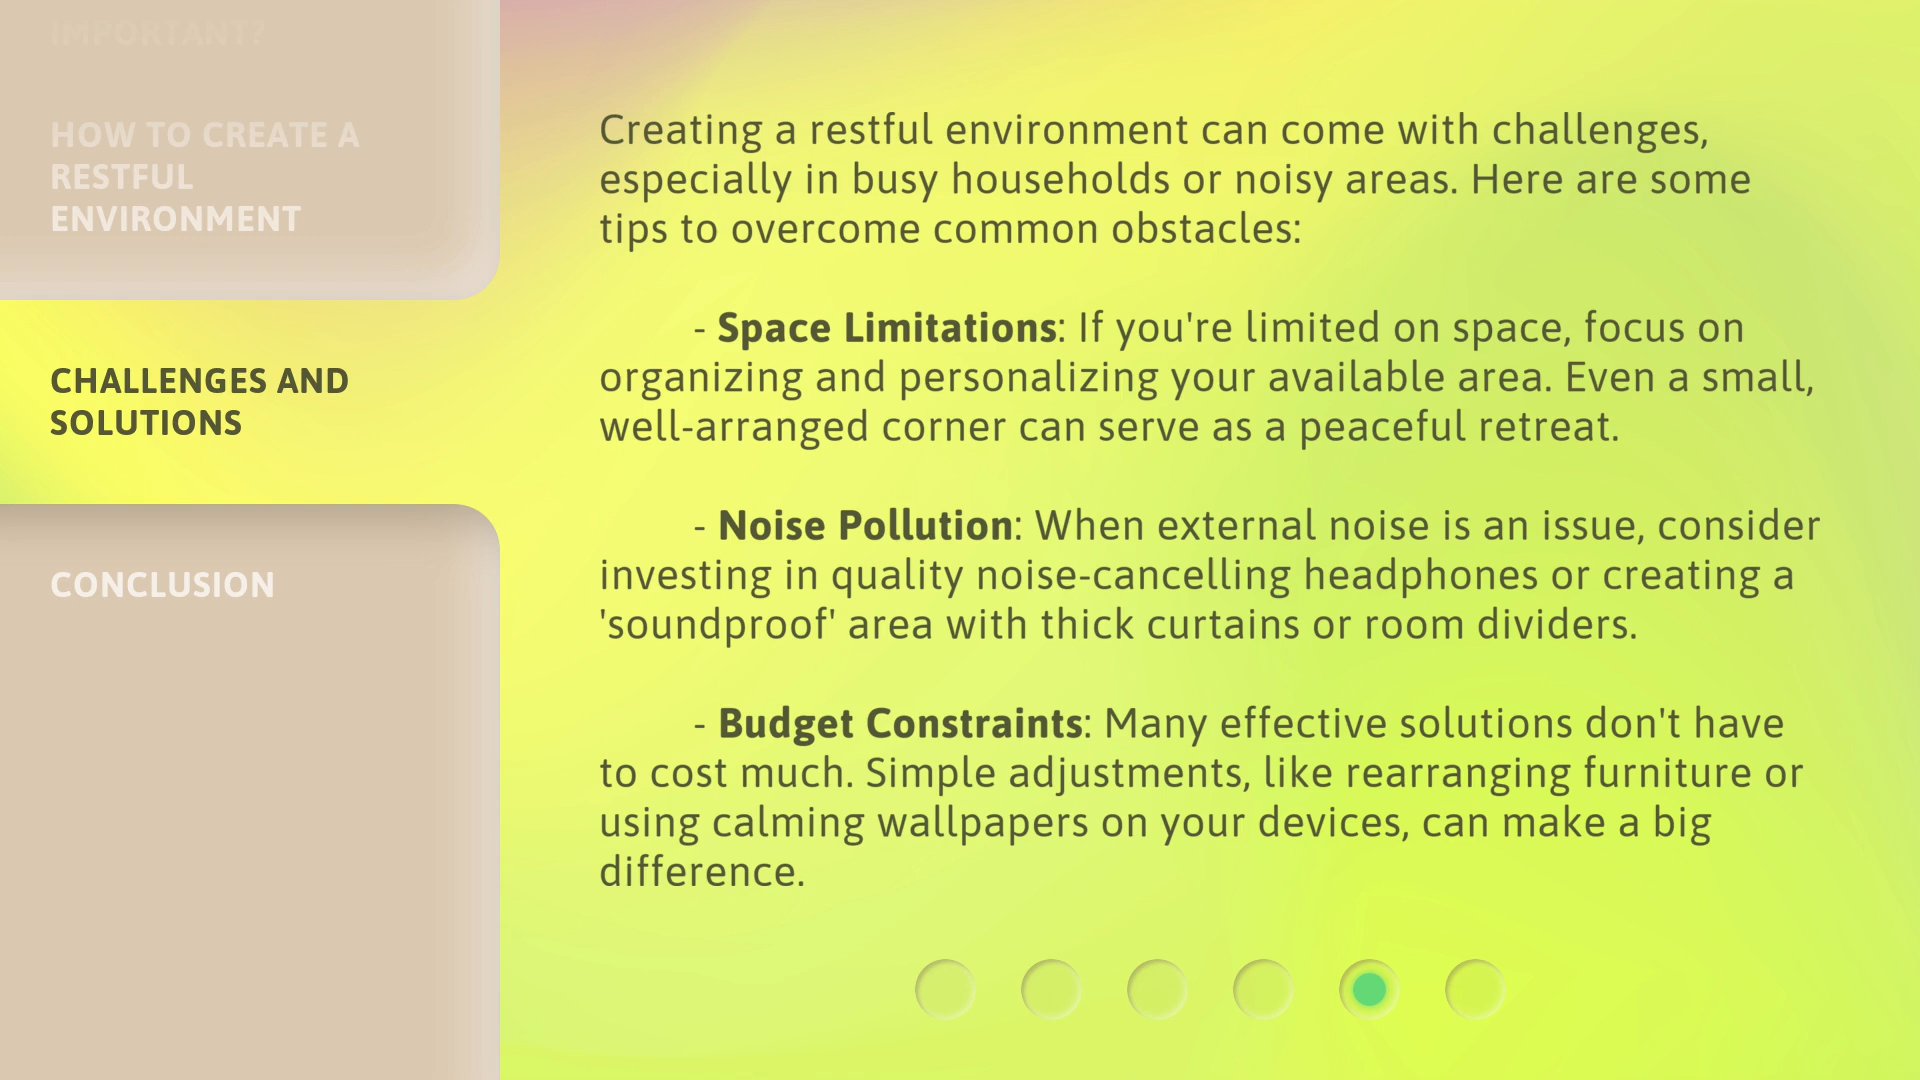 IMPORTANT?
HOW TO CREATE A
RESTFUL
ENVIRONMENT
CHALLENGES AND
SOLUTIONS
CONCLUSION
Creating a restful environment can come with challenges,
especially in busy households or noisy areas. Here are some
tips to overcome common obstacles:
- Space Limitations: If you're limited on space, focus on
organizing and personalizing your available area. Even a small,
well-arranged corner can serve as a peaceful retreat.
- Noise Pollution: When external noise is an issue, consider
investing in quality noise-cancelling headphones or creating a
'soundproof' area with thick curtains or room dividers.
- Budget Constraints: Many effective solutions don't have
to cost much. Simple adjustments, like rearranging furniture or
using calming wallpapers on your devices, can make a big
difference.